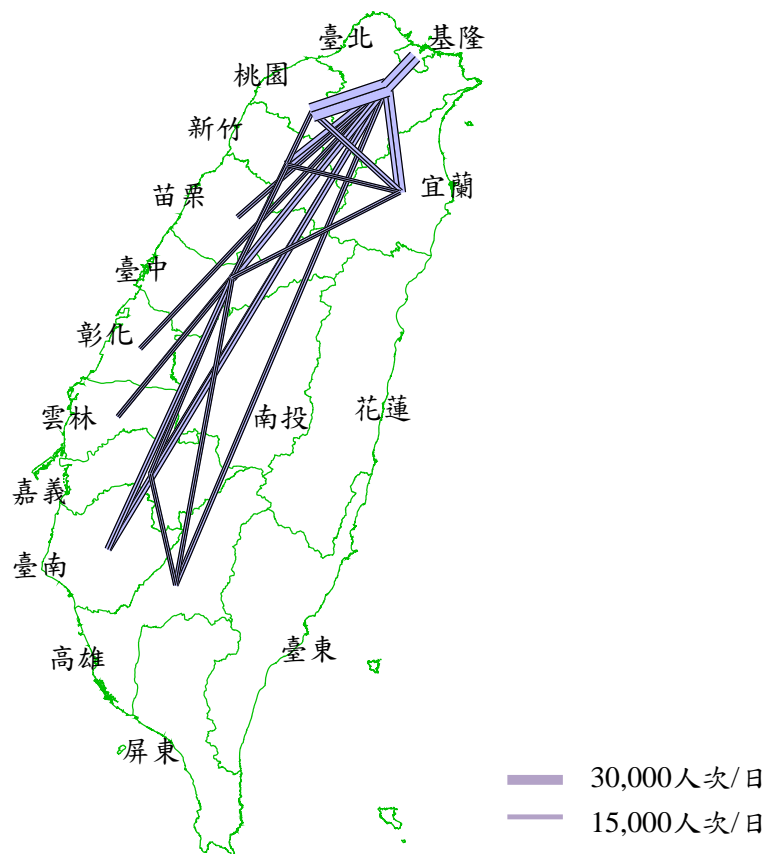 臺北
基隆
桃園
新竹
苗栗
宜蘭
臺中
彰化
雲林
南投
花蓮
嘉義
臺南
高雄
臺東
屏東
30,000人次/日
15,000人次/日